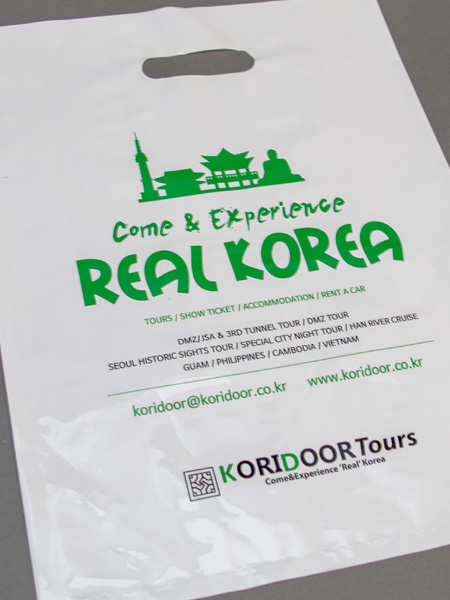 Come & Experience
REAL KOREA
TOURS / SHOW TICKET / ACCOMMODATION / RENT A CAR
DMZ/JSA & 3RD TUNNEL TOUR / DMZ TOUR
SEOUL HISTORIC SIGHTS TOUR / SPECIAL CITY NIGHT TOUR / HAN RIVER CRUISE
GUAM / PHILIPPINES / CAMBODIA / VIETNAM
koridoor@koridoor.co.kr www.koridoor.co.kr
KORIDOOR Tours
Come&Experience 'Real' Korea